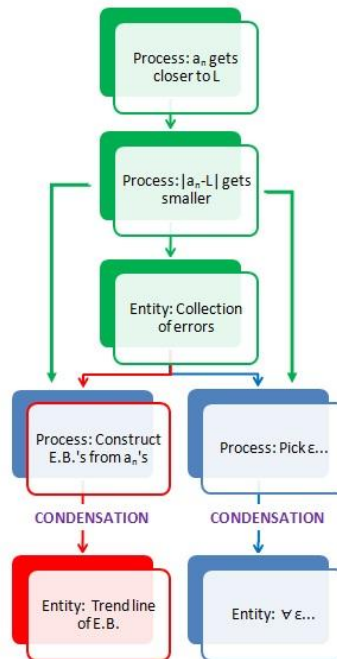 Process: aₙ gets
closer to L
Process:|aₙ-L| gets
smaller
Entity: Collection
of errors
Process: Construct
E.B.'s from aₙ's
Process: Pick ε...
CONDENSATION
CONDENSATION
Entity: Trend line
of E.B.
Entity: ∀ ε...